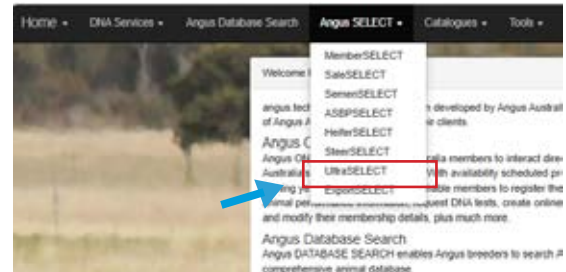 Home DNA Services Angus Database Search Angus SELECT Catalogues Tools
MemberSELECT
Welcome
SaleSELECT
SemenSELECT
angus.tech developed by Angus Australi
ASBPSELECT
of Angus A clients.
HeiferSELECT
Angus
SteerSELECT
Angus members to interact dire
UltraSELECT
Australia's With availability scheduled
ExportSELECT members to register the
performance information, request DNA tests, create online
and modify their membership details, plus much more.
Angus Database Search
Angus DATABASE SEARCH enables Angus breeders to search A
comprehensive animal database